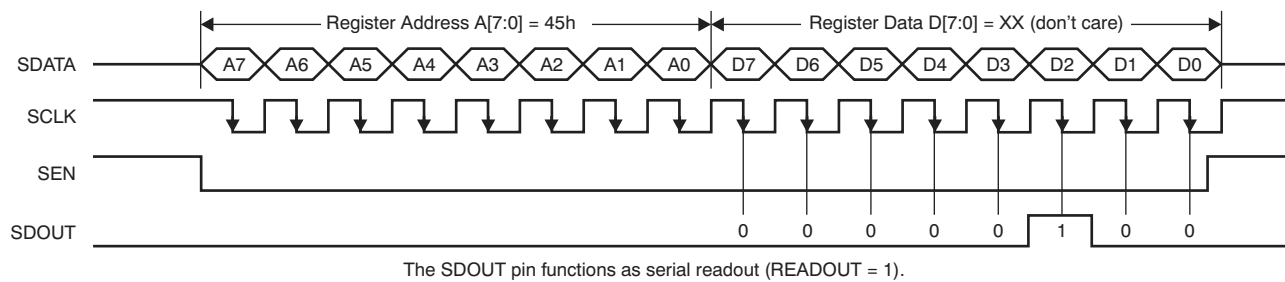 Register Address A[7:0] = 45h Register Data D[7:0] = XX (don't care)
SDATA A7 A6 A5 A4 A3 A2 A1 A0 D7 D6 D5 D4 D3 D2 D1 D0
SCLK
SEN
SDOUT 0 0 0 0 0 1 0 0
The SDOUT pin functions as serial readout (READOUT = 1).